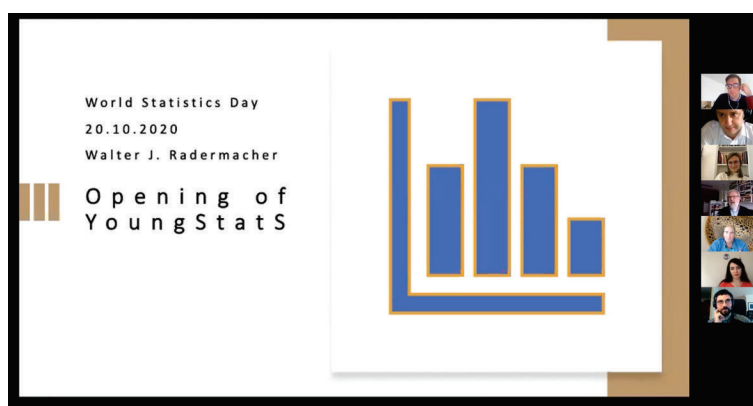 World Statistics Day
20.10.2020
Walter J. Radermacher
Opening of
YoungStatS